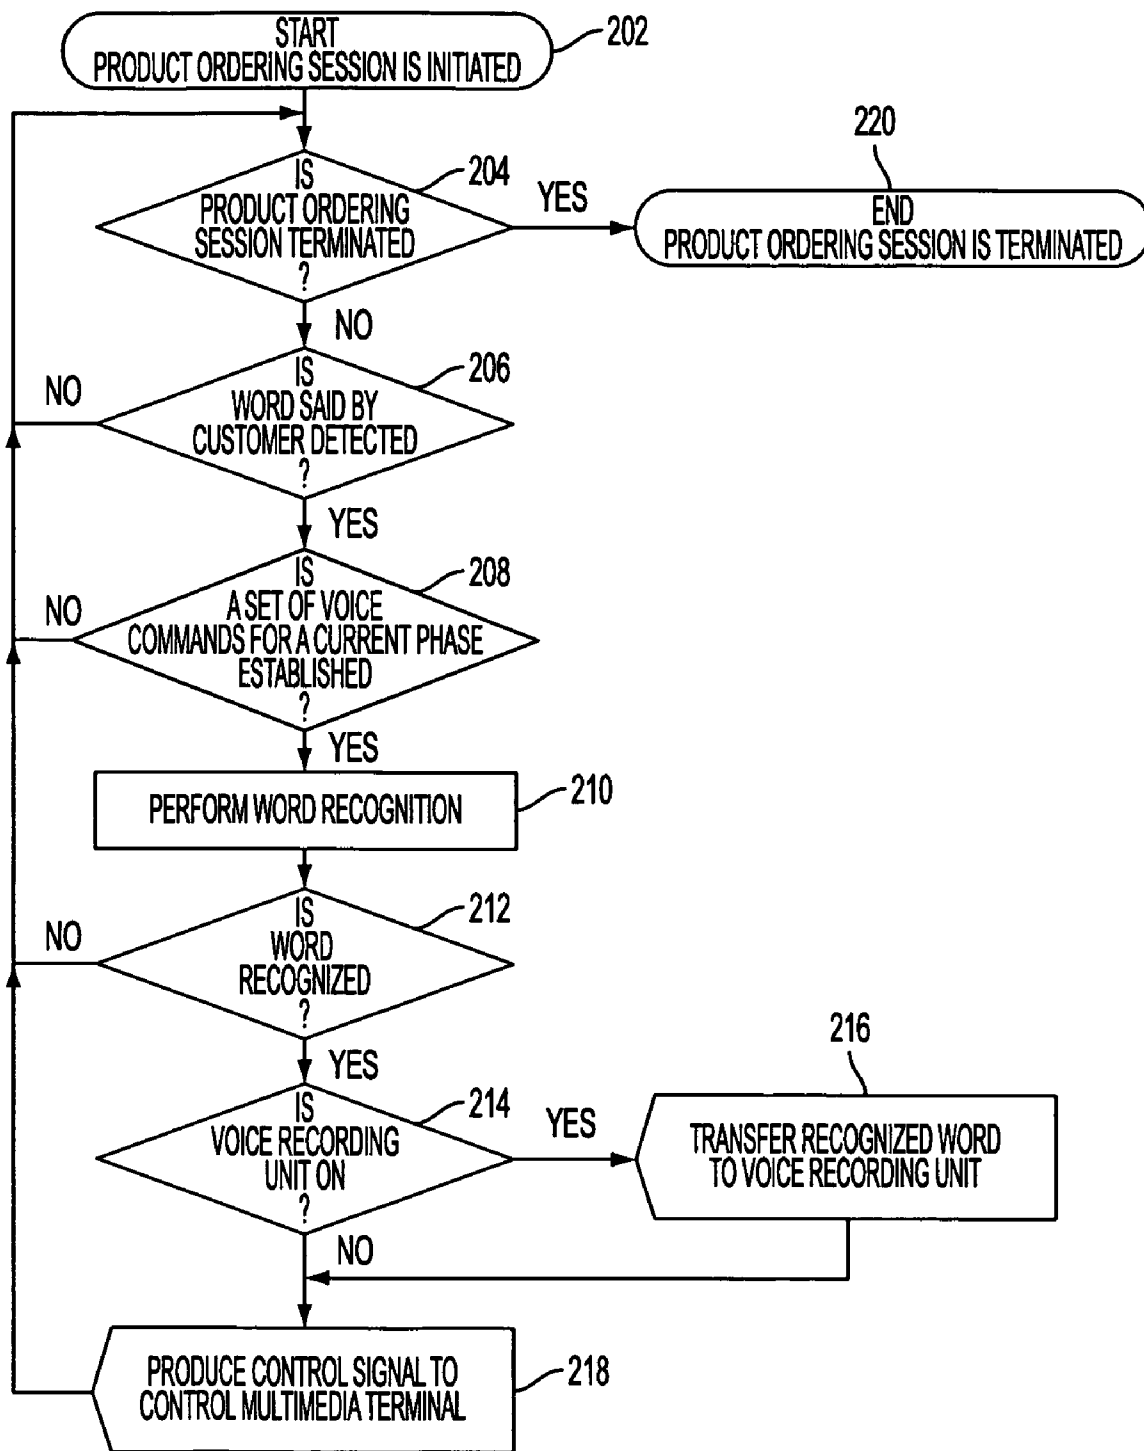 START
PRODUCT ORDERING SESSION IS INITIATED
202
220
IS
PRODUCT ORDERING
SESSION TERMINATED
?
204
YES
END
PRODUCT ORDERING SESSION IS TERMINATED
NO
IS
WORD SAID BY
CUSTOMER DETECTED
?
206
NO
YES
IS
A SET OF VOICE
COMMANDS FOR A CURRENT PHASE
ESTABLISHED
?
208
NO
YES
PERFORM WORD RECOGNITION
210
IS
WORD
RECOGNIZED
?
212
NO
YES
IS
VOICE RECORDING
UNIT ON
?
214
YES
216
TRANSFER RECOGNIZED WORD
TO VOICE RECORDING UNIT
NO
PRODUCE CONTROL SIGNAL TO
CONTROL MULTIMEDIA TERMINAL
218